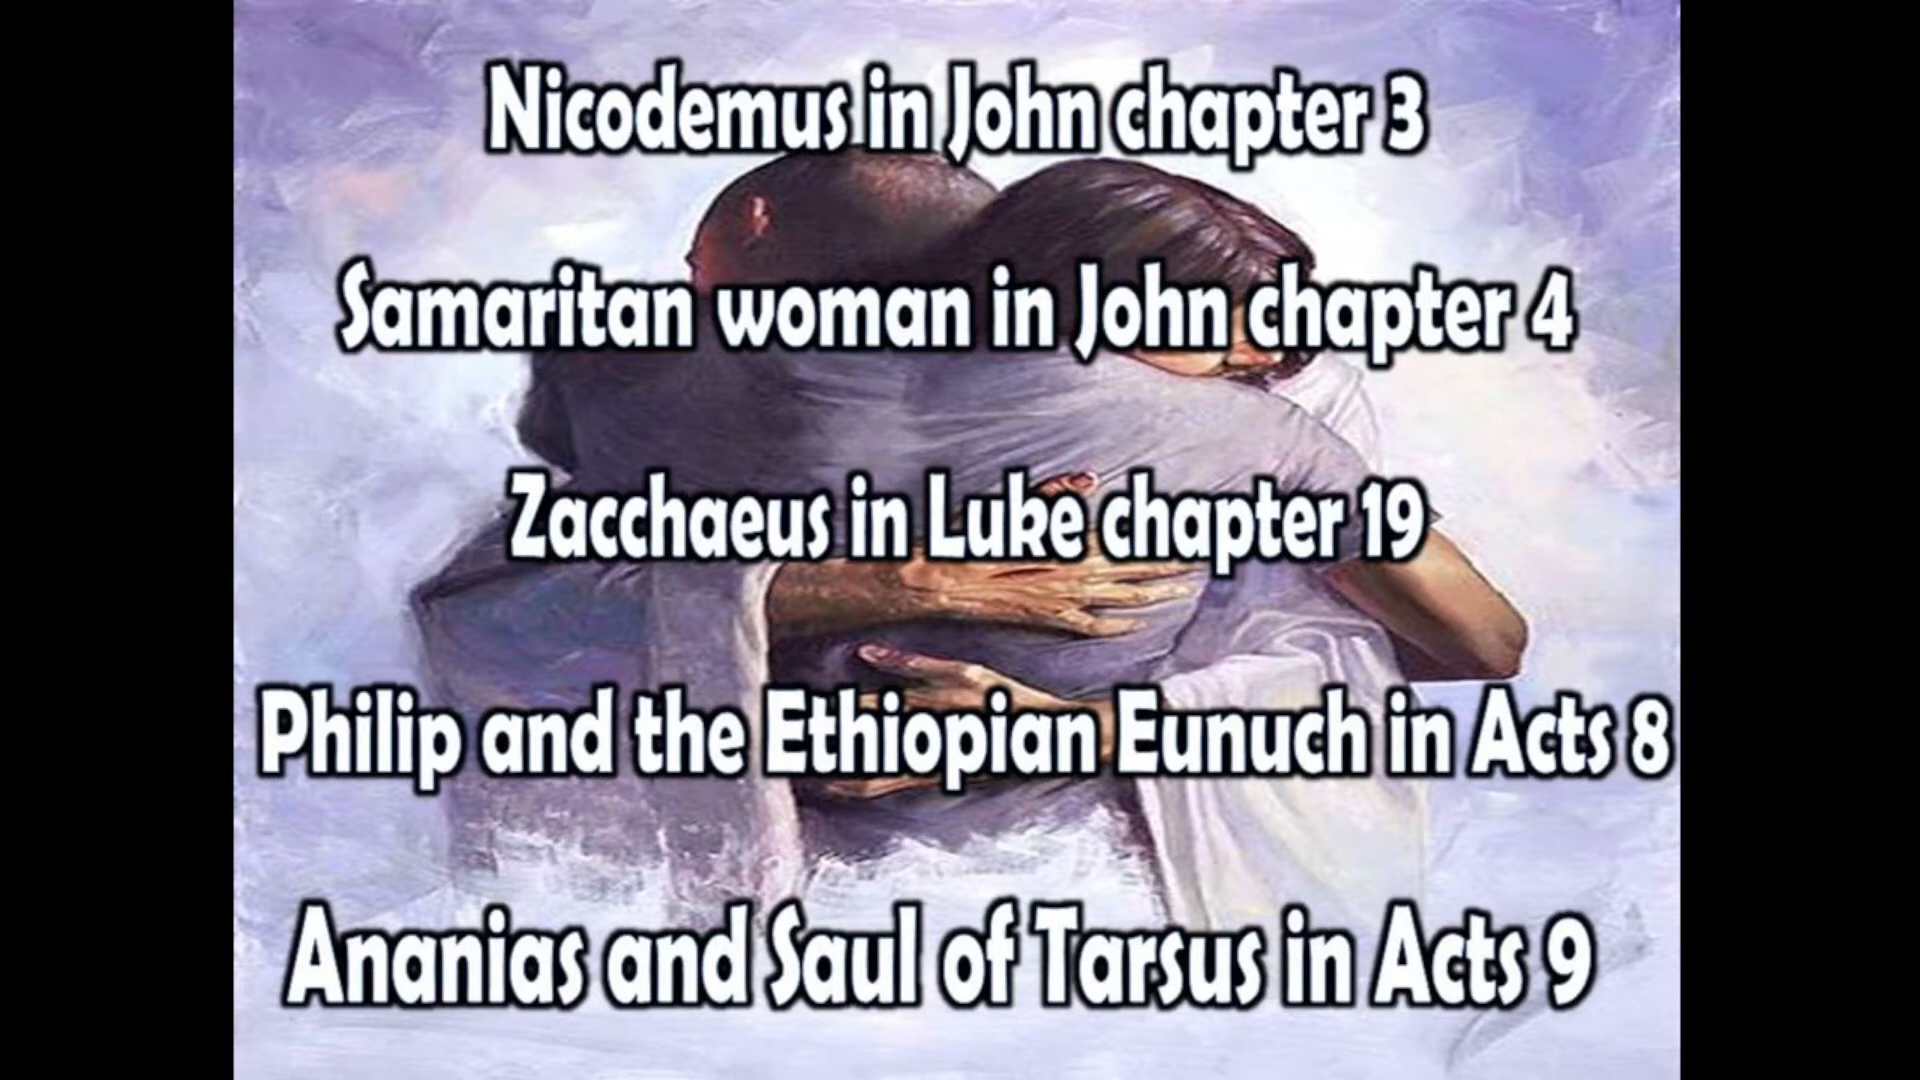 Nicodemus in John chapter 3
Samaritan woman in John chapter 4
Zacchaeus in Luke chapter 19
Philip and the Ethiopian Eunuch in Acts 8
Ananias and Saul of Tarsus in Acts 9